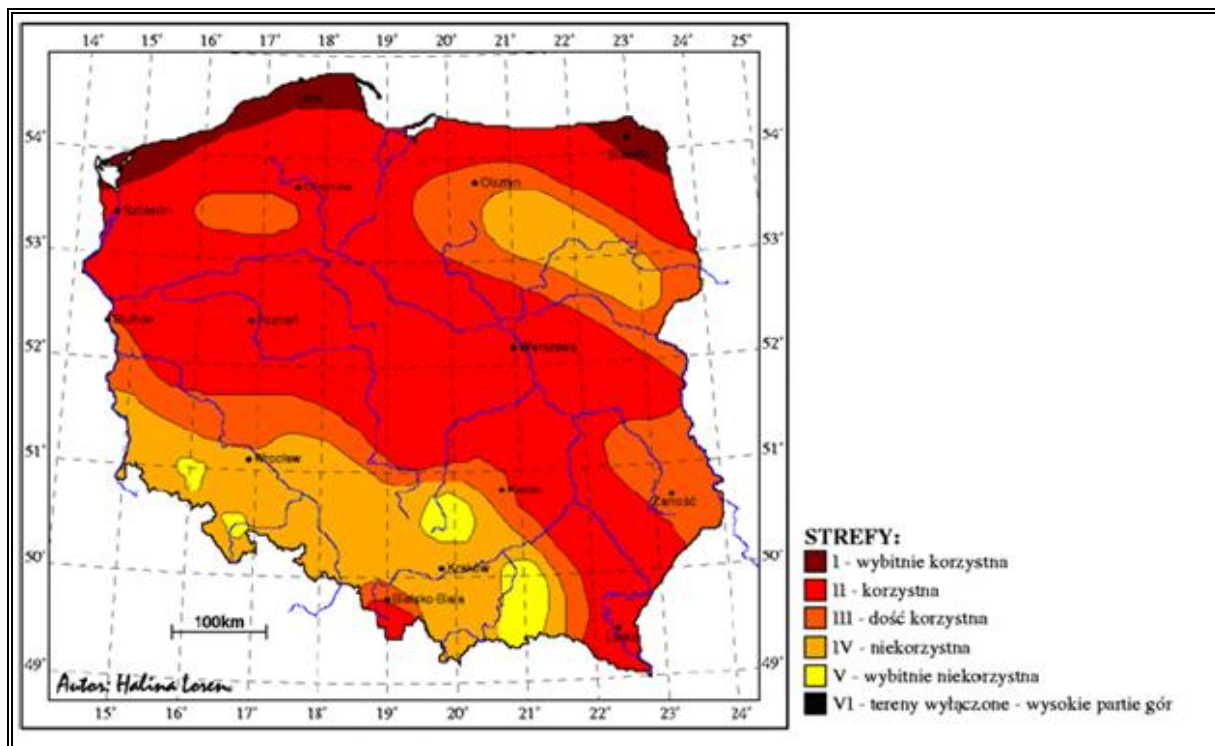 14° 15° 16° 17° 18° 19° 20° 21° 22° 23° 24° 25°
54° 54°
Olsztyn
Szczecin
53° 53°
52° Warszawa 52°
51° Wrocław 51°
Kielce
Zamość
50° 50°
Kraków
Bielsko-Biała
100km
49° 49°
Autor: Halina Loren.
15° 16° 17° 18° 19° 20° 21° 22° 23° 24°
STREFY:
I - wybitnie korzystna
II - korzystna
III - dość korzystna
IV - niekorzystna
V - wybitnie niekorzystna
VI - tereny wyłączone - wysokie partie gór